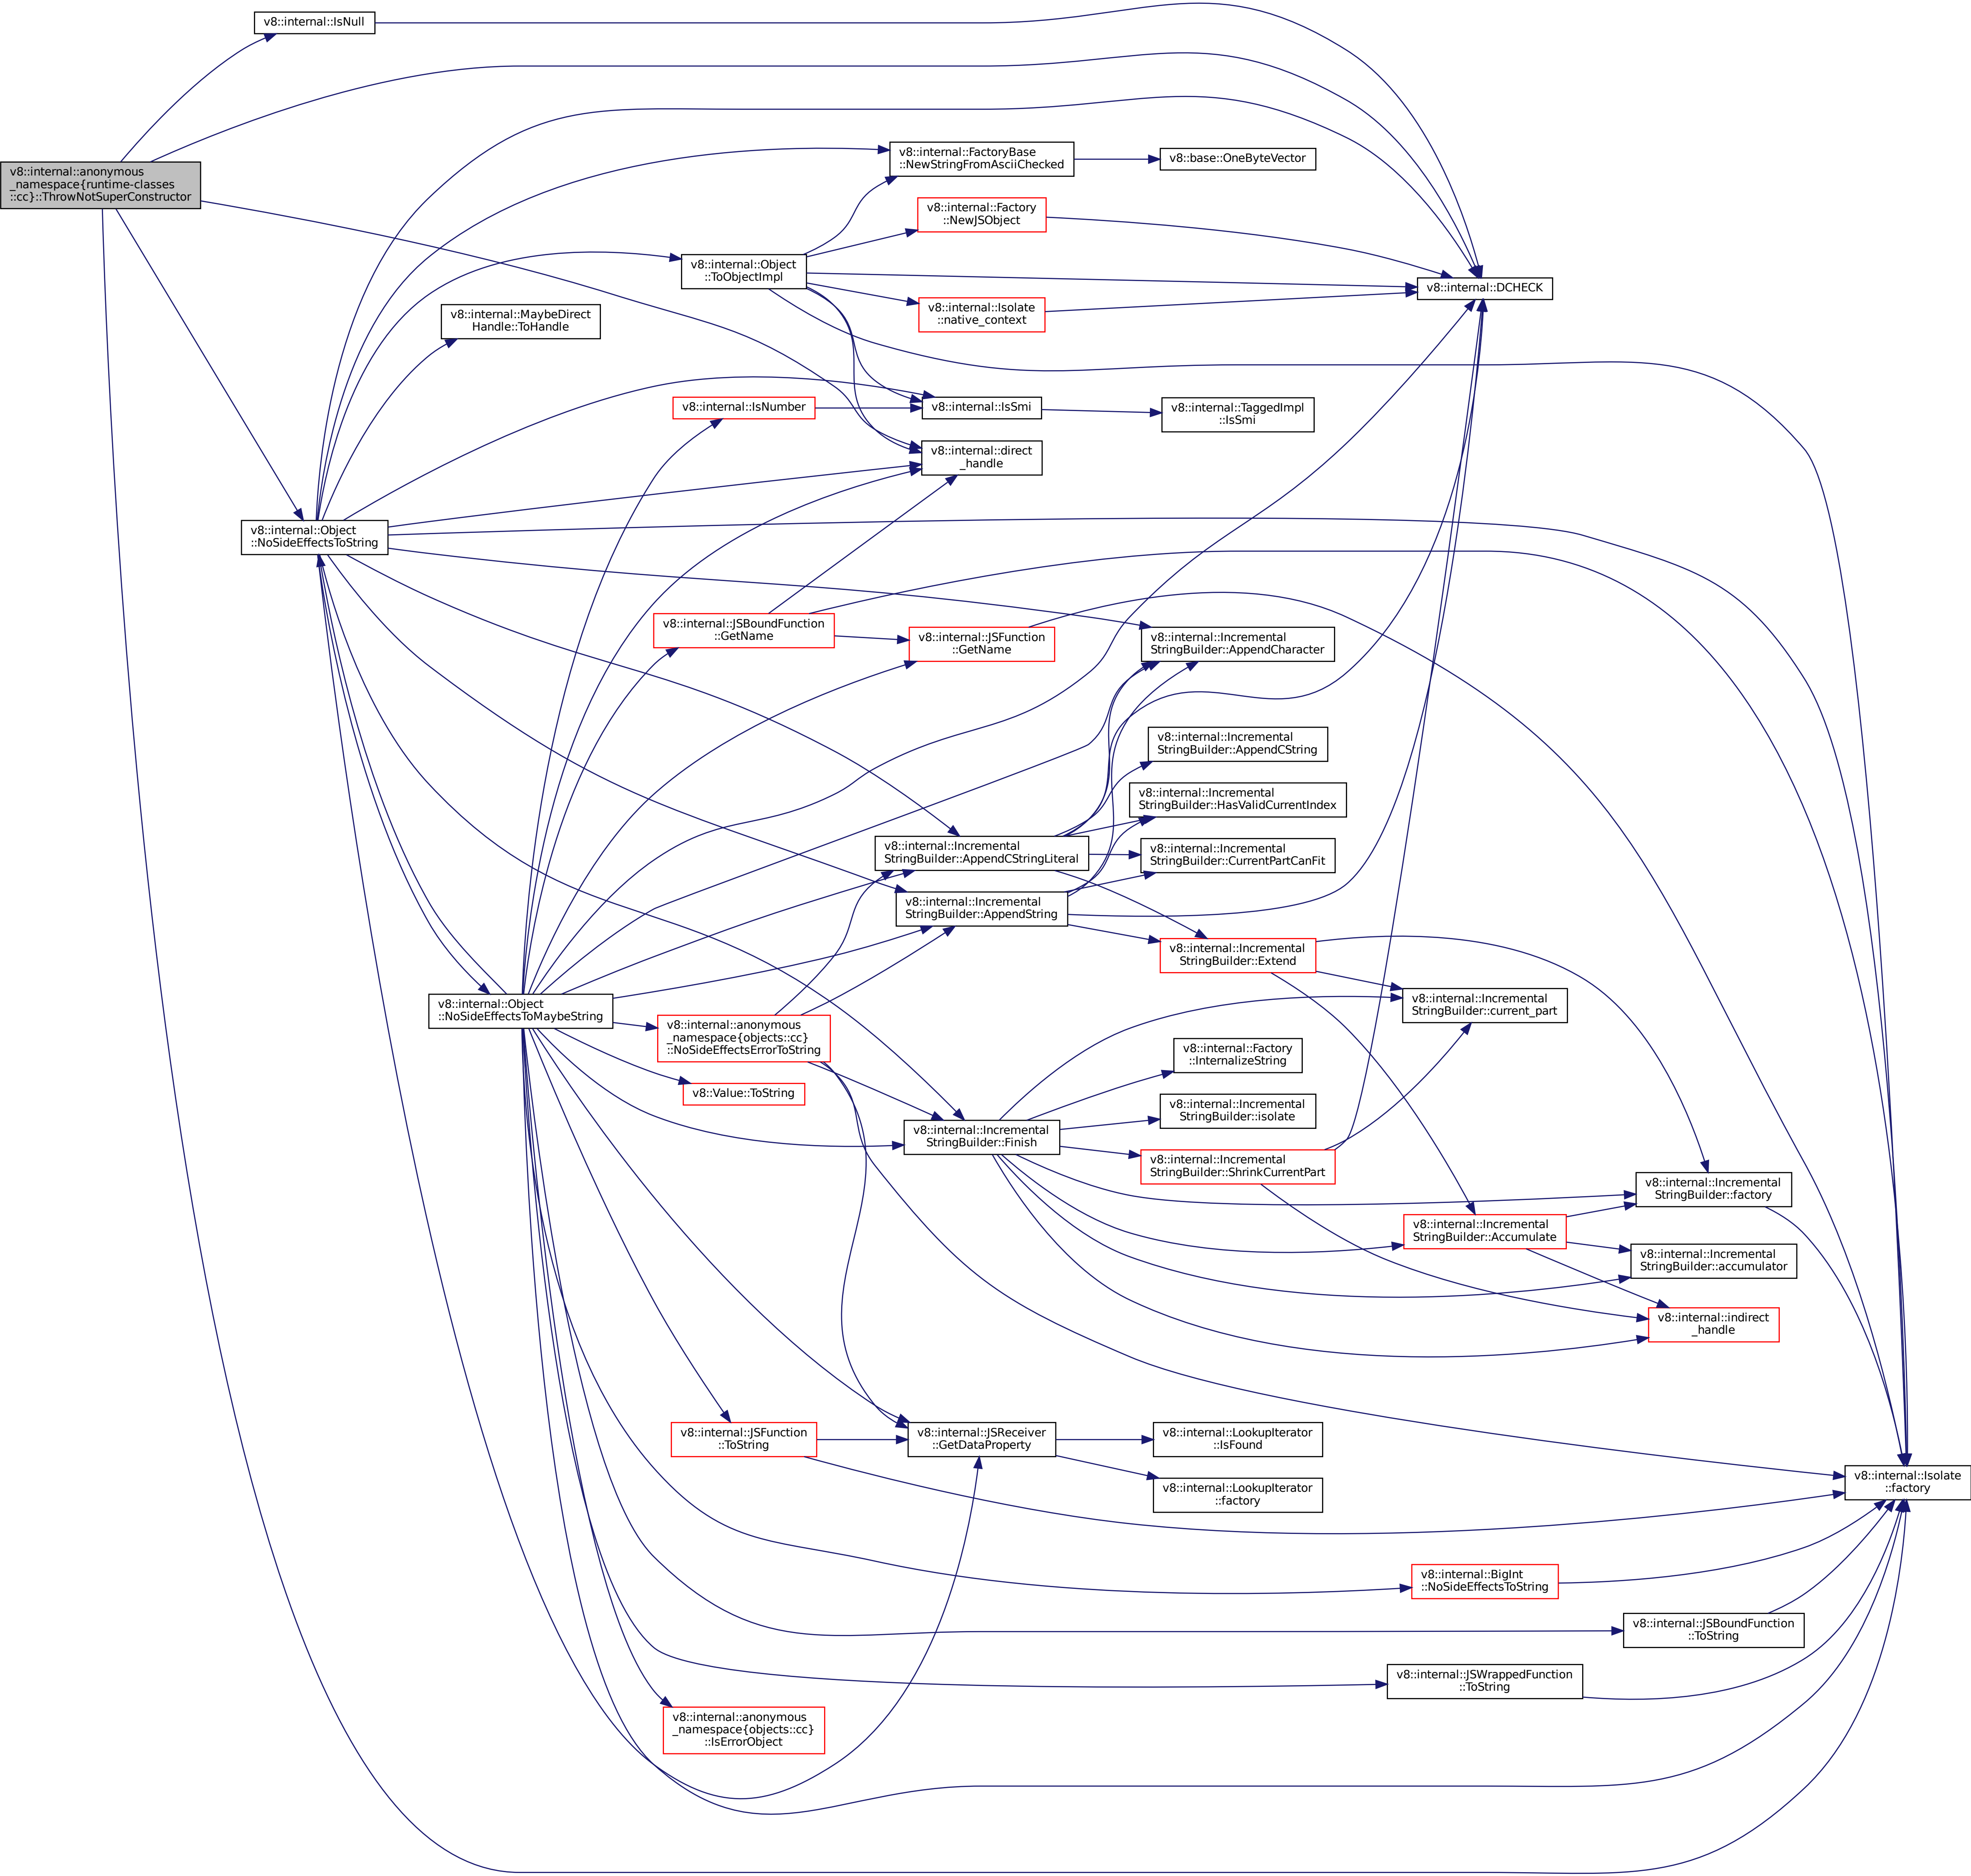 v8::internal::IsNull
v8::internal::anonymous
_namespace{runtime-classes
::cc}::ThrowNotSuperConstructor
v8::internal::FactoryBase
::NewStringFromAsciiChecked
v8::base::OneByteVector
v8::internal::Factory
::NewJSObject
v8::internal::Object
::ToObjectImpl
v8::internal::DCHECK
v8::internal::MaybeDirect
Handle::ToHandle
v8::internal::Isolate
::native_context
v8::internal::IsNumber
v8::internal::IsSmi
v8::internal::TaggedImpl
::IsSmi
v8::internal::direct
_handle
v8::internal::Object
::NoSideEffectsToString
v8::internal::JSBoundFunction
::GetName
v8::internal::JSFunction
::GetName
v8::internal::Incremental
StringBuilder::AppendCharacter
v8::internal::Incremental
StringBuilder::AppendCString
v8::internal::Incremental
StringBuilder::HasValidCurrentIndex
v8::internal::Incremental
StringBuilder::AppendCStringLiteral
v8::internal::Incremental
StringBuilder::CurrentPartCanFit
v8::internal::Incremental
StringBuilder::AppendString
v8::internal::Incremental
StringBuilder::Extend
v8::internal::Object
::NoSideEffectsToMaybeString
v8::internal::Incremental
StringBuilder::current_part
v8::internal::anonymous
_namespace{objects::cc}
::NoSideEffectsErrorToString
v8::internal::Factory
::InternalizeString
v8::Value::ToString
v8::internal::Incremental
StringBuilder::isolate
v8::internal::Incremental
StringBuilder::Finish
v8::internal::Incremental
StringBuilder::ShrinkCurrentPart
v8::internal::Incremental
StringBuilder::factory
v8::internal::Incremental
StringBuilder::Accumulate
v8::internal::Incremental
StringBuilder::accumulator
v8::internal::indirect
_handle
v8::internal::JSFunction
::ToString
v8::internal::JSReceiver
::GetDataProperty
v8::internal::LookupIterator
::IsFound
v8::internal::LookupIterator
::factory
v8::internal::Isolate
::factory
v8::internal::BigInt
::NoSideEffectsToString
v8::internal::JSBoundFunction
::ToString
v8::internal::JSWrappedFunction
::ToString
v8::internal::anonymous
_namespace{objects::cc}
::IsErrorObject